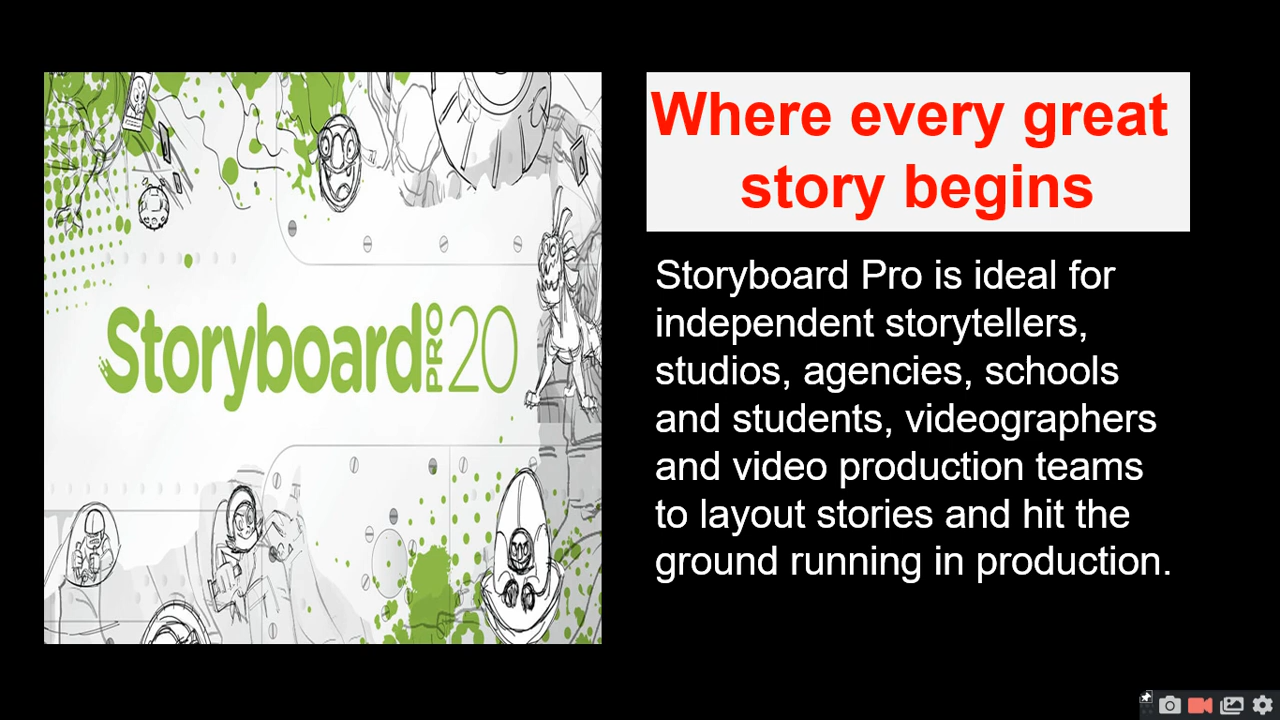 Storyboard PRO 20
Where every great
story begins
Storyboard Pro is ideal for
independent storytellers,
studios, agencies, schools
and students, videographers
and video production teams
to layout stories and hit the
ground running in production.